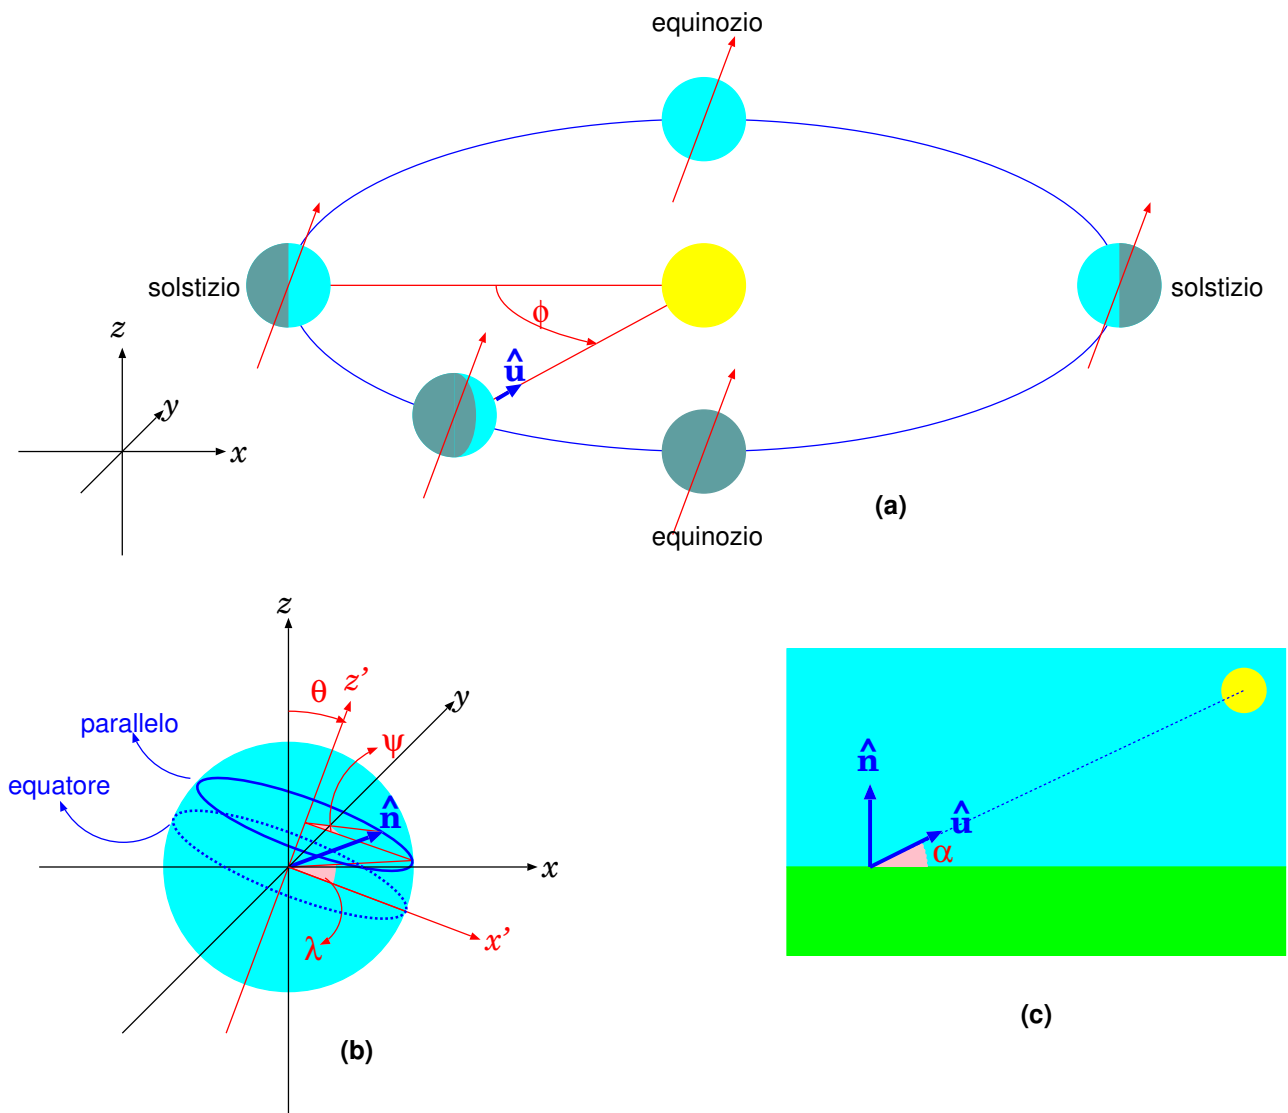 equinozio
solstizio
ϕ
û
solstizio
z
y
x
equinozio
(a)
z
θ
z'
y
parallelo
ψ
equatore
n̂
x
λ
x'
(b)
n̂
û
α
(c)